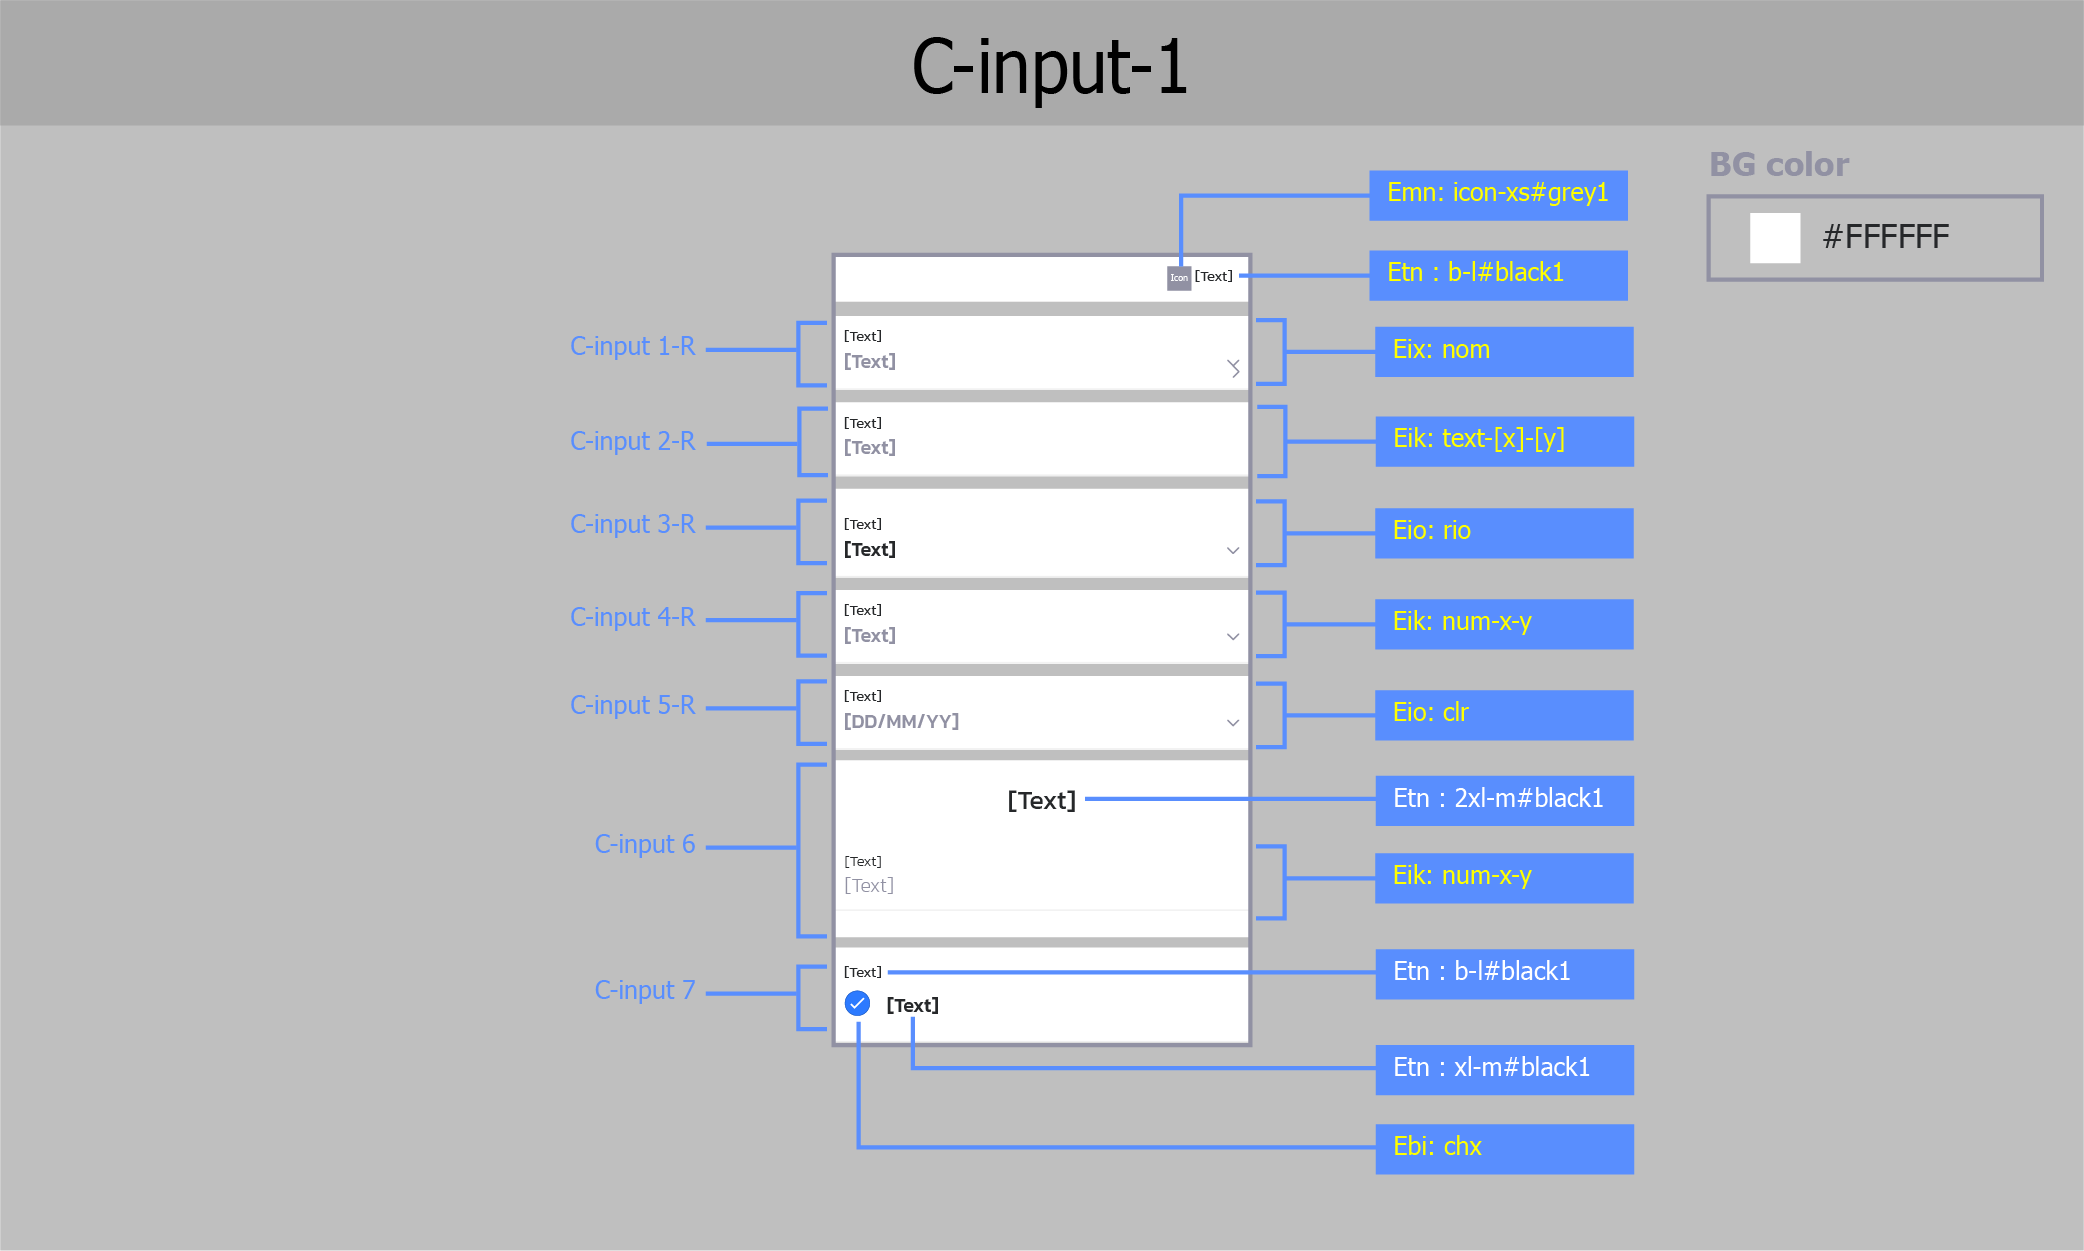 C-input-1
BG color
#FFFFFF
Emn: icon-xs#grey1
Icon [Text]
Etn : b-l#black1
C-input 1-R
[Text]
[Text]
Eix: nom
C-input 2-R
[Text]
[Text]
Eik: text-[x]-[y]
C-input 3-R
[Text]
[Text]
Eio: rio
C-input 4-R
[Text]
[Text]
Eik: num-x-y
C-input 5-R
[Text]
[DD/MM/YY]
Eio: clr
C-input 6
[Text]
Etn : 2xl-m#black1
[Text]
[Text]
Eik: num-x-y
C-input 7
[Text]
Etn : b-l#black1
[Text]
Etn : xl-m#black1
Ebi: chx